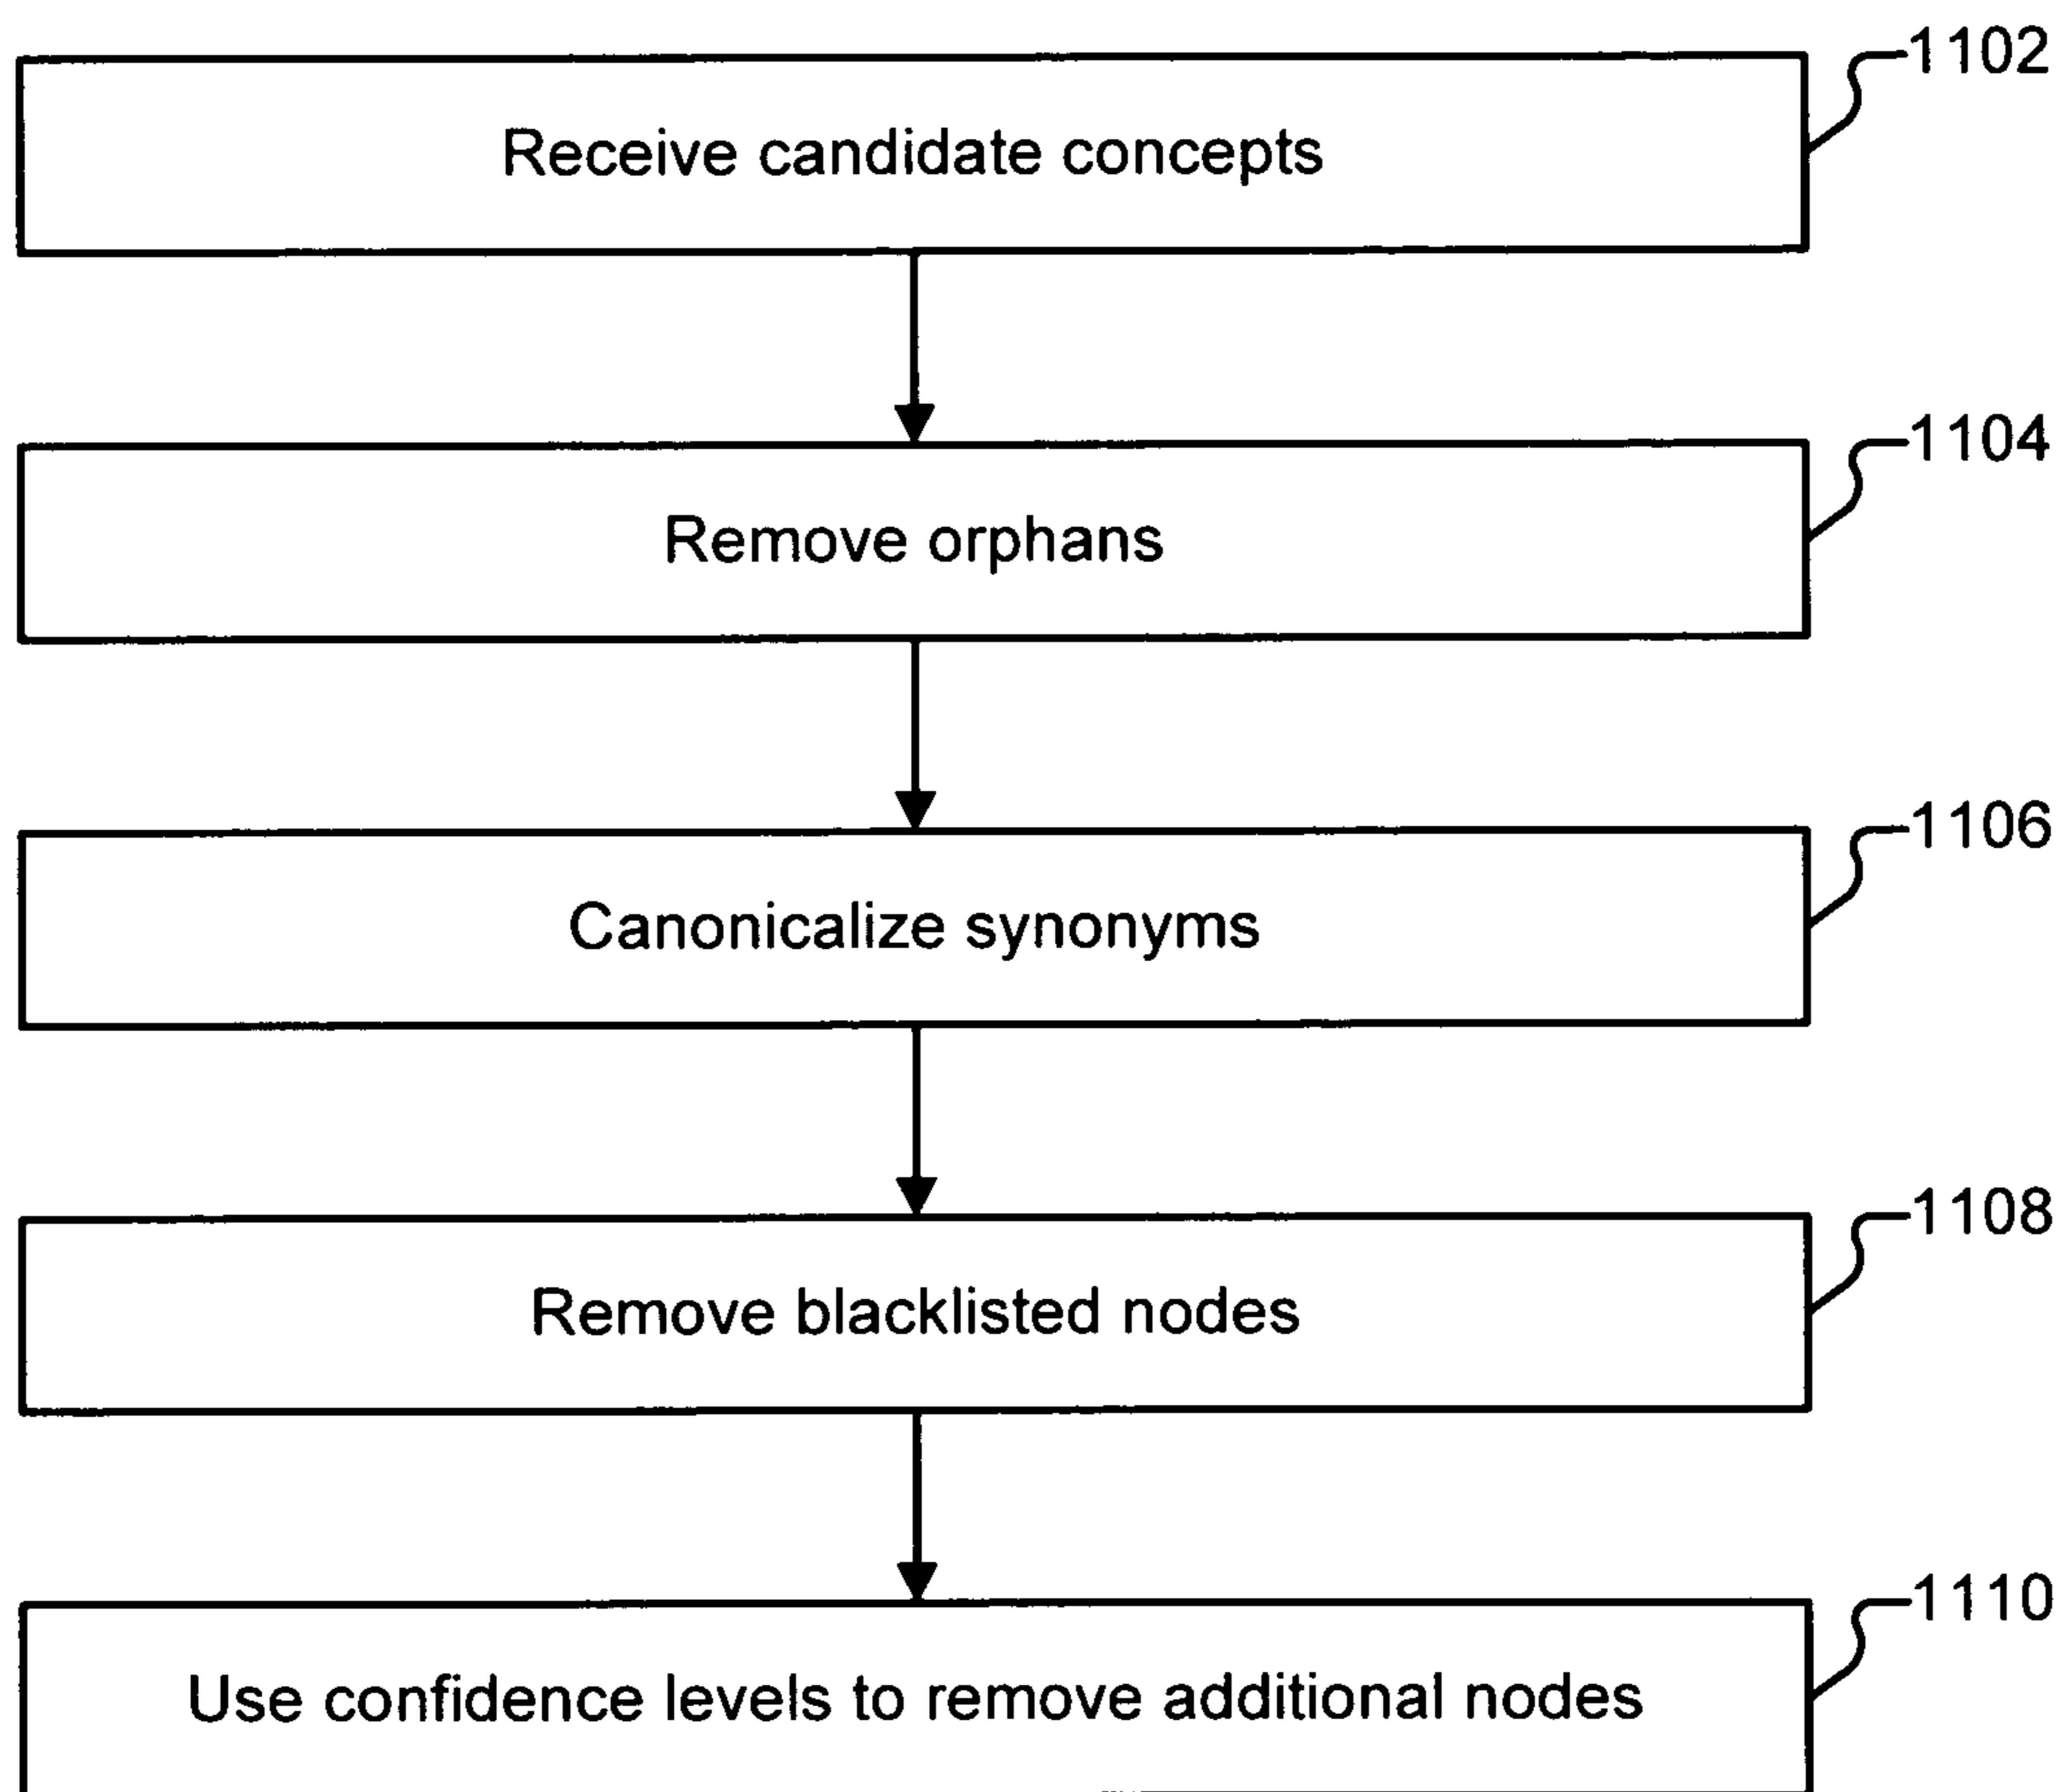 1102
Receive candidate concepts
1104
Remove orphans
1106
Canonicalize synonyms
1108
Remove blacklisted nodes
1110
Use confidence levels to remove additional nodes